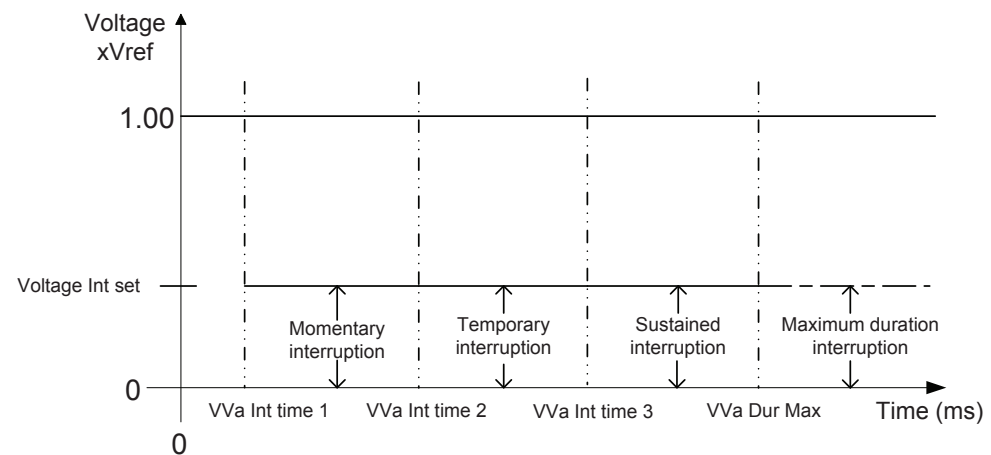 Voltage
xVref
1.00
Voltage Int set
Momentary
interruption
Temporary
interruption
Sustained
interruption
Maximum duration
interruption
0
VVa Int time 1
VVa Int time 2
VVa Int time 3
VVa Dur Max
Time (ms)
0